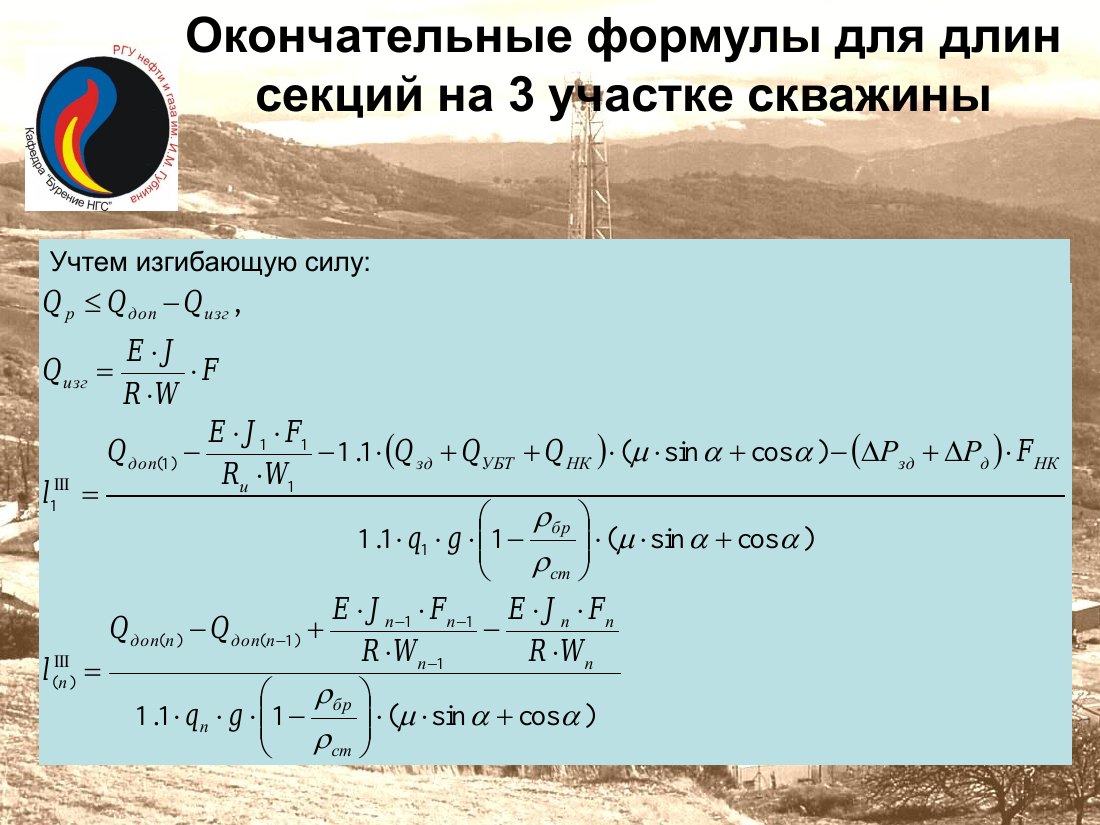 Окончательные формулы для длин
секций на 3 участке скважины
РГУ нефти и газа им. И.М. Губкина
Кафедра "Бурение НГС"
Учтем изгибающую силу:
Q_р ≤ Q_доп − Q_изг ,
Q_изг = (E · J)/(R · W) · F
l_1^III = (Q_доп(1) − (E · J_1 · F_1)/(R_и · W_1) − 1.1 · (Q_зд + Q_УБТ + Q_НК) · (μ · sin α + cos α) − (ΔP_зд + ΔP_д) · F_НК)/(1.1 · q_1 · g · (1 − ρ_бр/ρ_ст) · (μ · sin α + cos α))
l_(n)^III = (Q_доп(n) − Q_доп(n−1) + (E · J_n−1 · F_n−1)/(R · W_n−1) − (E · J_n · F_n)/(R · W_n))/(1.1 · q_n · g · (1 − ρ_бр/ρ_ст) · (μ · sin α + cos α))